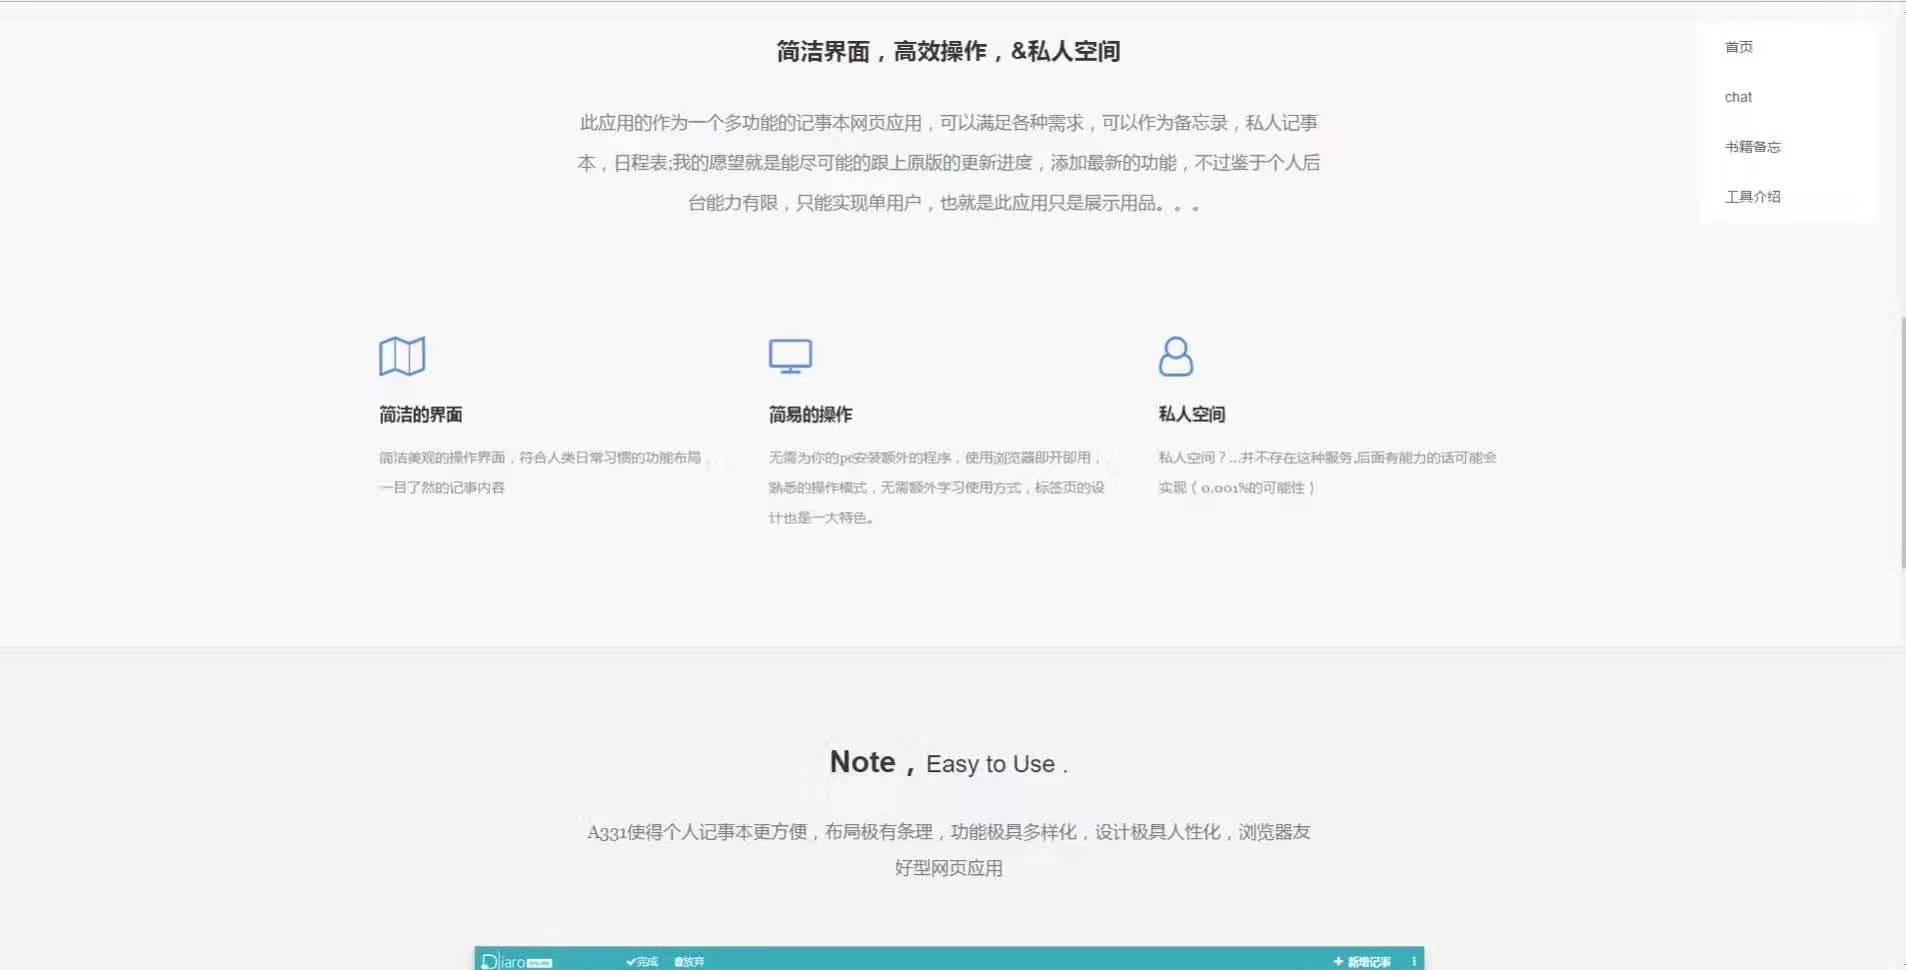 简洁界面，高效操作，&私人空间
此应用的作为一个多功能的记事本网页应用，可以满足各种需求，可以作为备忘录，私人记事
本，日程表;我的愿望就是能尽可能的跟上原版的更新进度，添加最新的功能，不过鉴于个人后
台能力有限，只能实现单用户，也就是此应用只是展示用品。。。
首页
chat
书籍备忘
工具介绍
简洁的界面
简洁美观的操作界面，符合人类日常习惯的功能布局
一目了然的记事内容
简易的操作
无需为你的pc安装额外的程序，使用浏览器即开即用，
熟悉的操作模式，无需额外学习使用方式，标签页的设
计也是一大特色。
私人空间
私人空间？...并不存在这种服务,后面有能力的话可能会
实现（0.001%的可能性）
Note，Easy to Use .
A331使得个人记事本更方便，布局极有条理，功能极具多样化，设计极具人性化，浏览器友
好型网页应用
Diaro ONLINE
完成 放弃
新增记事